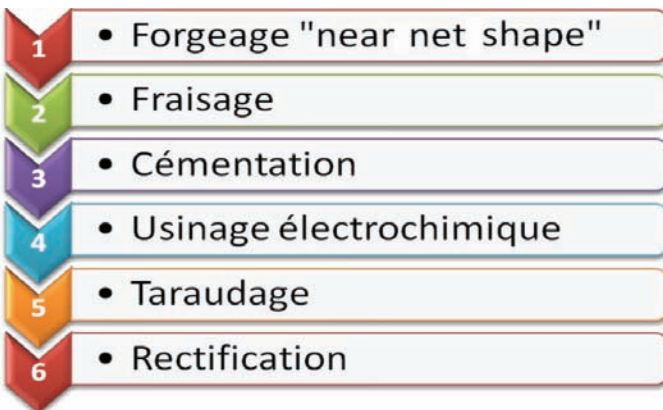 1 • Forgeage "near net shape"
2 • Fraisage
3 • Cémentation
4 • Usinage électrochimique
5 • Taraudage
6 • Rectification